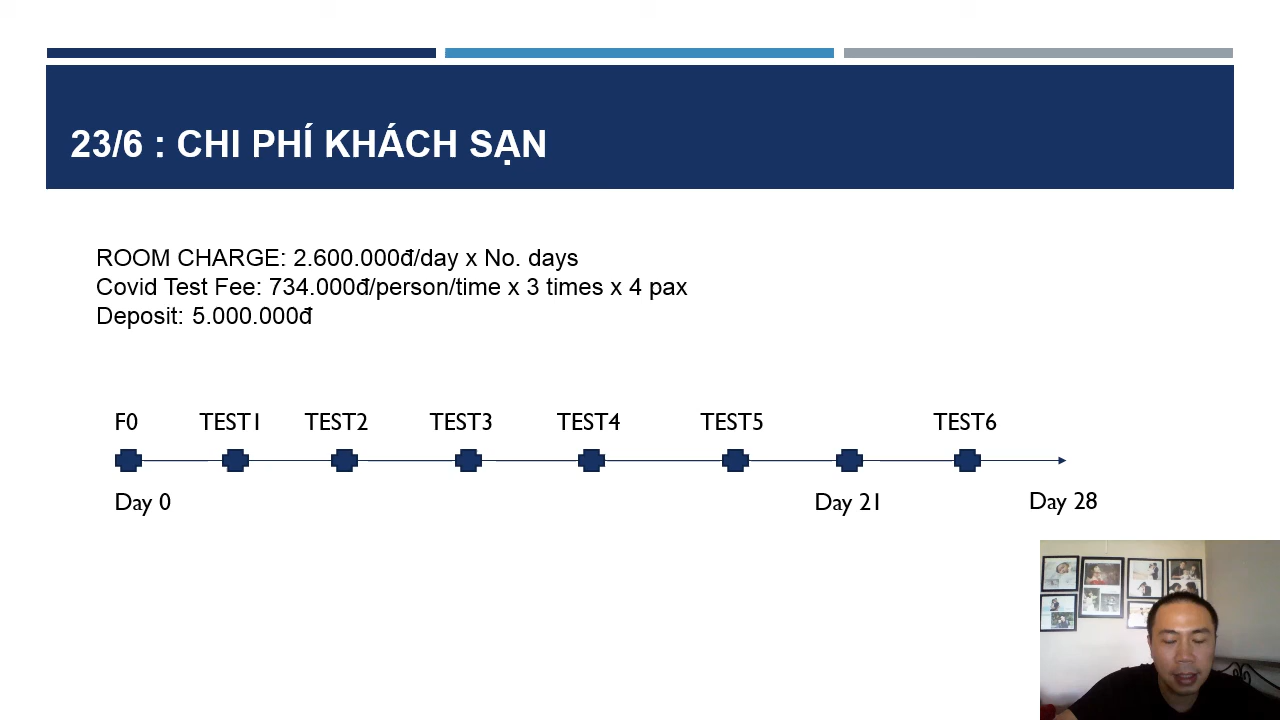 23/6 : CHI PHÍ KHÁCH SẠN
ROOM CHARGE: 2.600.000đ/day x No. days
Covid Test Fee: 734.000đ/person/time x 3 times x 4 pax
Deposit: 5.000.000đ
F0 TEST1 TEST2 TEST3 TEST4 TEST5 TEST6
Day 0 Day 21 Day 28